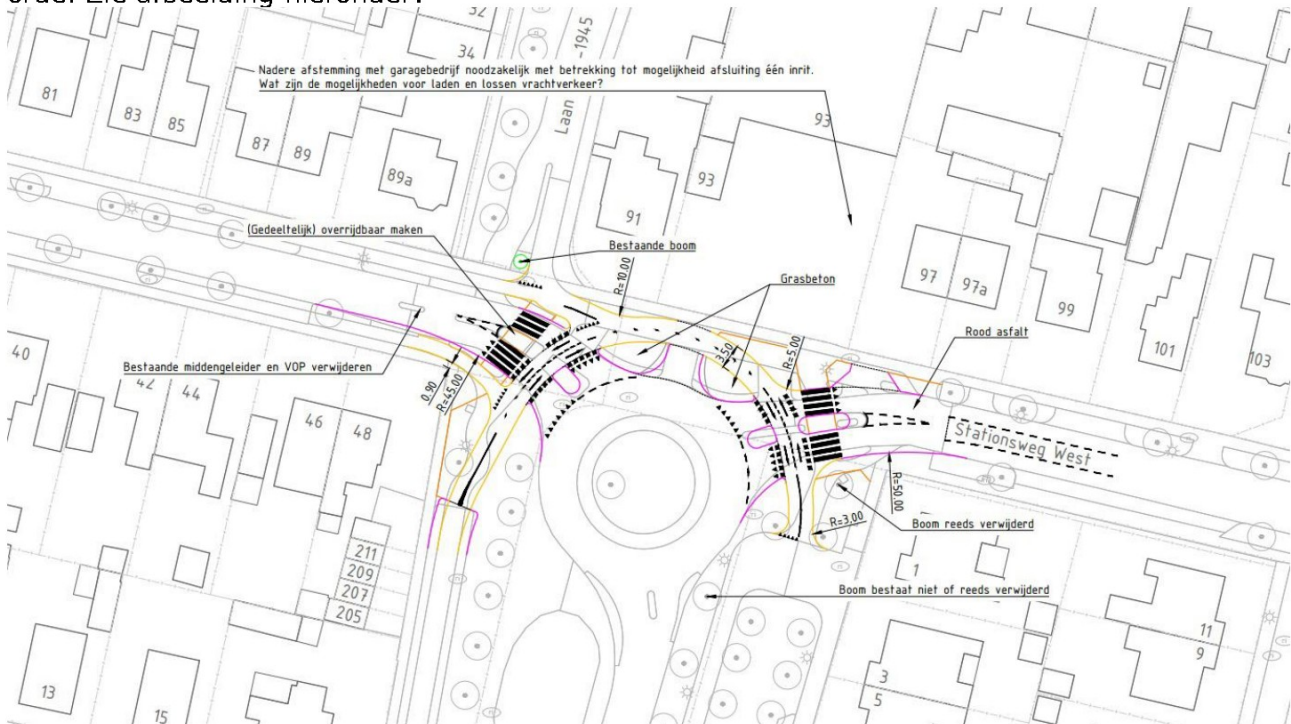 Zie afbeelding hieronder.
32
34
Laan
-1945
Nadere afstemming met garagebedrijf noodzakelijk met betrekking tot mogelijkheid afsluiting één inrit.
Wat zijn de mogelijkheden voor laden en lossen vrachtverkeer?
81
83
85
87
89
89a
91
93
93
97
97a
99
101
103
(Gedeeltelijk) overrijdbaar maken
Bestaande boom
R=10.00
Grasbeton
Rood asfalt
3.50
R=5.00
Bestaande middengeleider en VOP verwijderen
0.90
R=45.00
40
42
44
46
48
Stationsweg West
R=50.00
R=3,00
Boom reeds verwijderd
Boom bestaat niet of reeds verwijderd
211
209
207
205
13
15
1
3
5
11
9